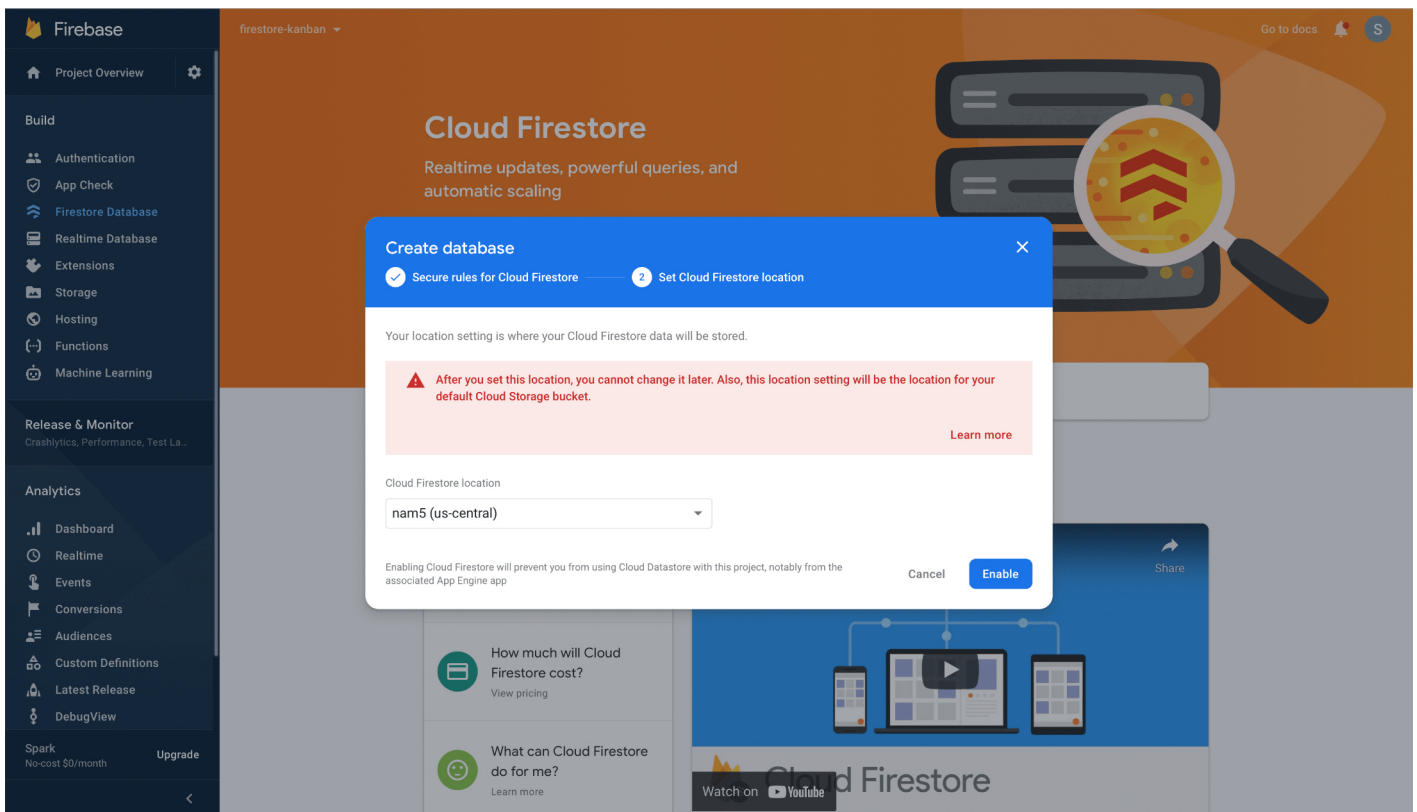 Firebase
Project Overview
Build
Authentication
App Check
Firestore Database
Realtime Database
Extensions
Storage
Hosting
Functions
Machine Learning
Release & Monitor
Crashlytics, Performance, Test La...
Analytics
Dashboard
Realtime
Events
Conversions
Audiences
Custom Definitions
Latest Release
DebugView
Spark
No-cost $0/month
Upgrade
firestore-kanban
Go to docs
S
Cloud Firestore
Realtime updates, powerful queries, and
automatic scaling
Create database
Secure rules for Cloud Firestore
2 Set Cloud Firestore location
Your location setting is where your Cloud Firestore data will be stored.
After you set this location, you cannot change it later. Also, this location setting will be the location for your
default Cloud Storage bucket.
Learn more
Cloud Firestore location
nam5 (us-central)
Enabling Cloud Firestore will prevent you from using Cloud Datastore with this project, notably from the
associated App Engine app
Cancel
Enable
How much will Cloud
Firestore cost?
View pricing
What can Cloud Firestore
do for me?
Learn more
Share
Cloud Firestore
Watch on YouTube